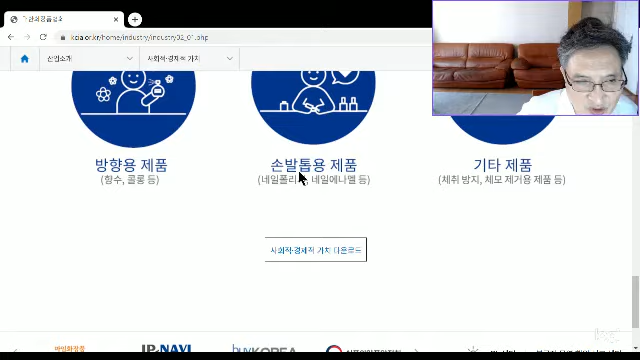 대한화장품협회
kcia.or.kr/home/industry/industry02_01.php
산업소개
사회적·경제적 가치
방향용 제품
(향수, 콜롱 등)
손발톱용 제품
(네일폴리시, 네일에나멜 등)
기타 제품
(체취 방지, 체모 제거용 제품 등)
사회적·경제적 가치 다운로드
IP-NAVI
buyKOREA